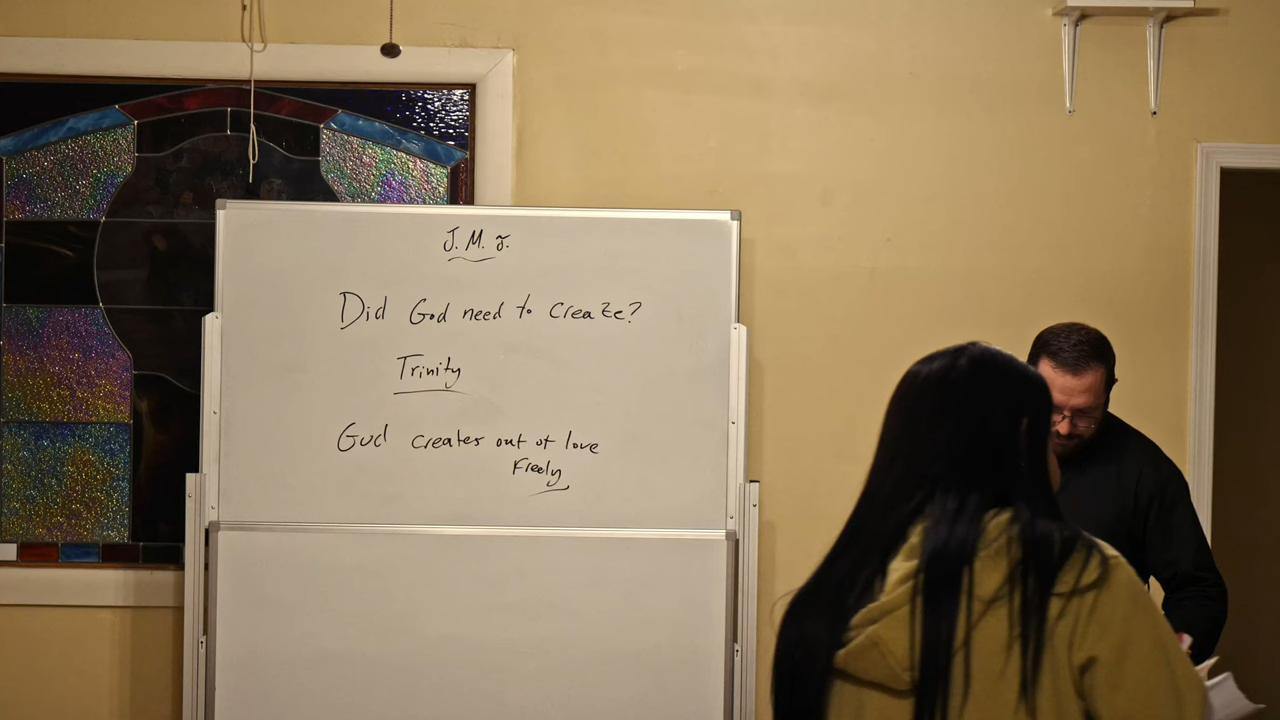 J. M. J.
Did God need to create?
Trinity
God creates out of love
Freely